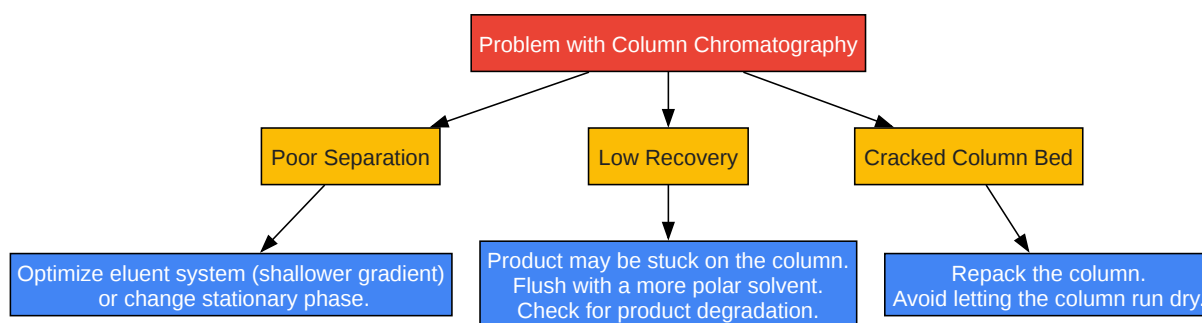 Problem with Column Chromatography
Poor Separation
Low Recovery
Cracked Column Bed
Optimize eluent system (shallower gradient)
or change stationary phase.
Product may be stuck on the column.
Flush with a more polar solvent.
Check for product degradation.
Repack the column.
Avoid letting the column run dry.